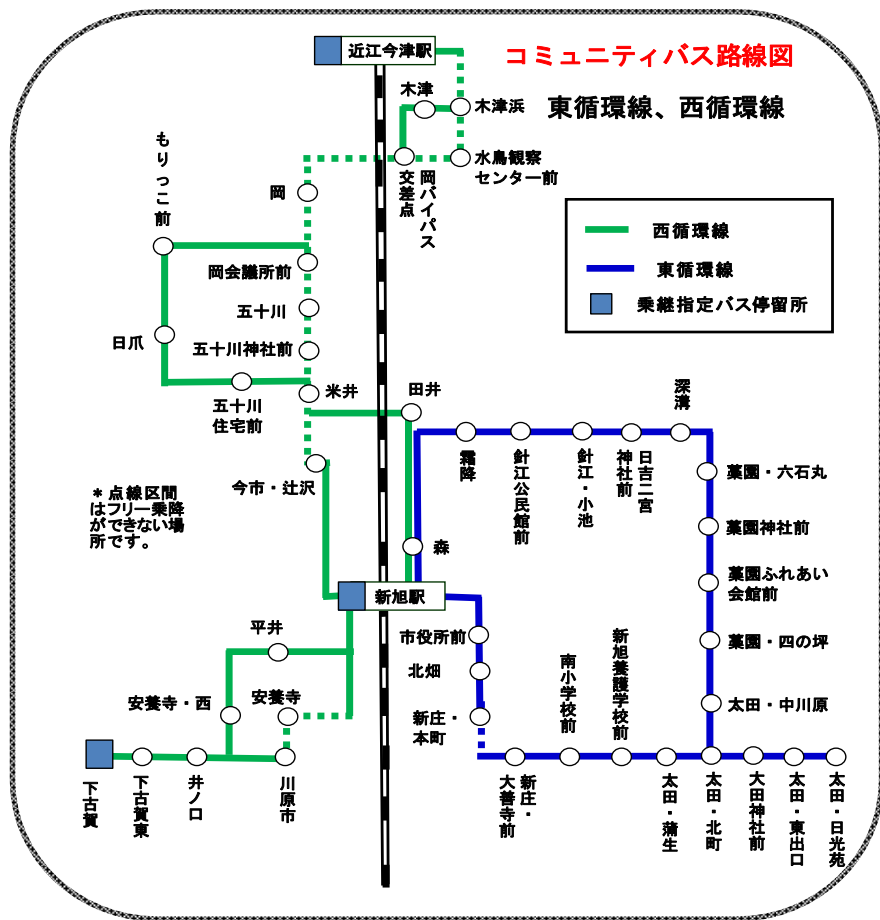 近江今津駅
コミュニティバス路線図
東循環線、西循環線
木津
木津浜
水鳥観察
センター前
岡バイパス
交差点
岡
もりっこ前
岡会議所前
五十川
五十川神社前
日爪
五十川
住宅前
米井
田井
今市・辻沢
西循環線
東循環線
乗継指定バス停留所
*点線区間
はフリー乗降
ができない場
所です。
霜降
針江公民館前
針江・小池
日吉二宮
神社前
深溝
藁園・六石丸
藁園神社前
藁園ふれあい
会館前
藁園・四の坪
太田・中川原
森
新旭駅
市役所前
北畑
新庄・
本町
平井
安養寺・西
安養寺
下古賀
下古賀東
井ノ口
川原市
新庄・
大善寺前
南小学校前
新旭養護学校前
太田・蒲生
太田・北町
大田神社前
太田・東出口
太田・日光苑